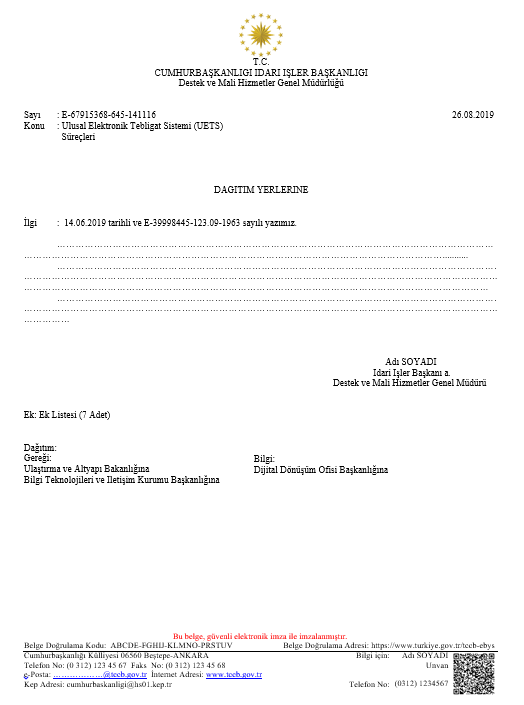 T.C.
CUMHURBAŞKANLIGI IDARI IŞLER BAŞKANLIGI
Destek ve Mali Hizmetler Genel Müdürlüğü
Sayı : E-67915368-645-141116 26.08.2019
Konu : Ulusal Elektronik Tebligat Sistemi (UETS)
Süreçleri
DAGITIM YERLERINE
İlgi : 14.06.2019 tarihli ve E-39998445-123.09-1963 sayılı yazımız.
Adı SOYADI
Idari Işler Başkanı a.
Destek ve Mali Hizmetler Genel Müdürü
Ek: Ek Listesi (7 Adet)
Dağıtım:
Gereği: Bilgi:
Ulaştırma ve Altyapı Bakanlığına Dijital Dönüşüm Ofisi Başkanlığına
Bilgi Teknolojileri ve Iletişim Kurumu Başkanlığına
Bu belge, güvenli elektronik imza ile imzalanmıştır.
Belge Doğrulama Kodu: ABCDE-FGHIJ-KLMNO-PRSTUV Belge Doğrulama Adresi: https://www.turkiye.gov.tr/tccb-ebys
Cumhurbaşkanlığı Külliyesi 06560 Beştepe-ANKARA Bilgi için: Adı SOYADI
Telefon No: (0 312) 123 45 67 Faks No: (0 312) 123 45 68 Unvan
e-Posta: ………………@tccb.gov.tr İnternet Adresi: www.tccb.gov.tr
Kep Adresi: cumhurbaskanligi@hs01.kep.tr Telefon No: (0312) 1234567